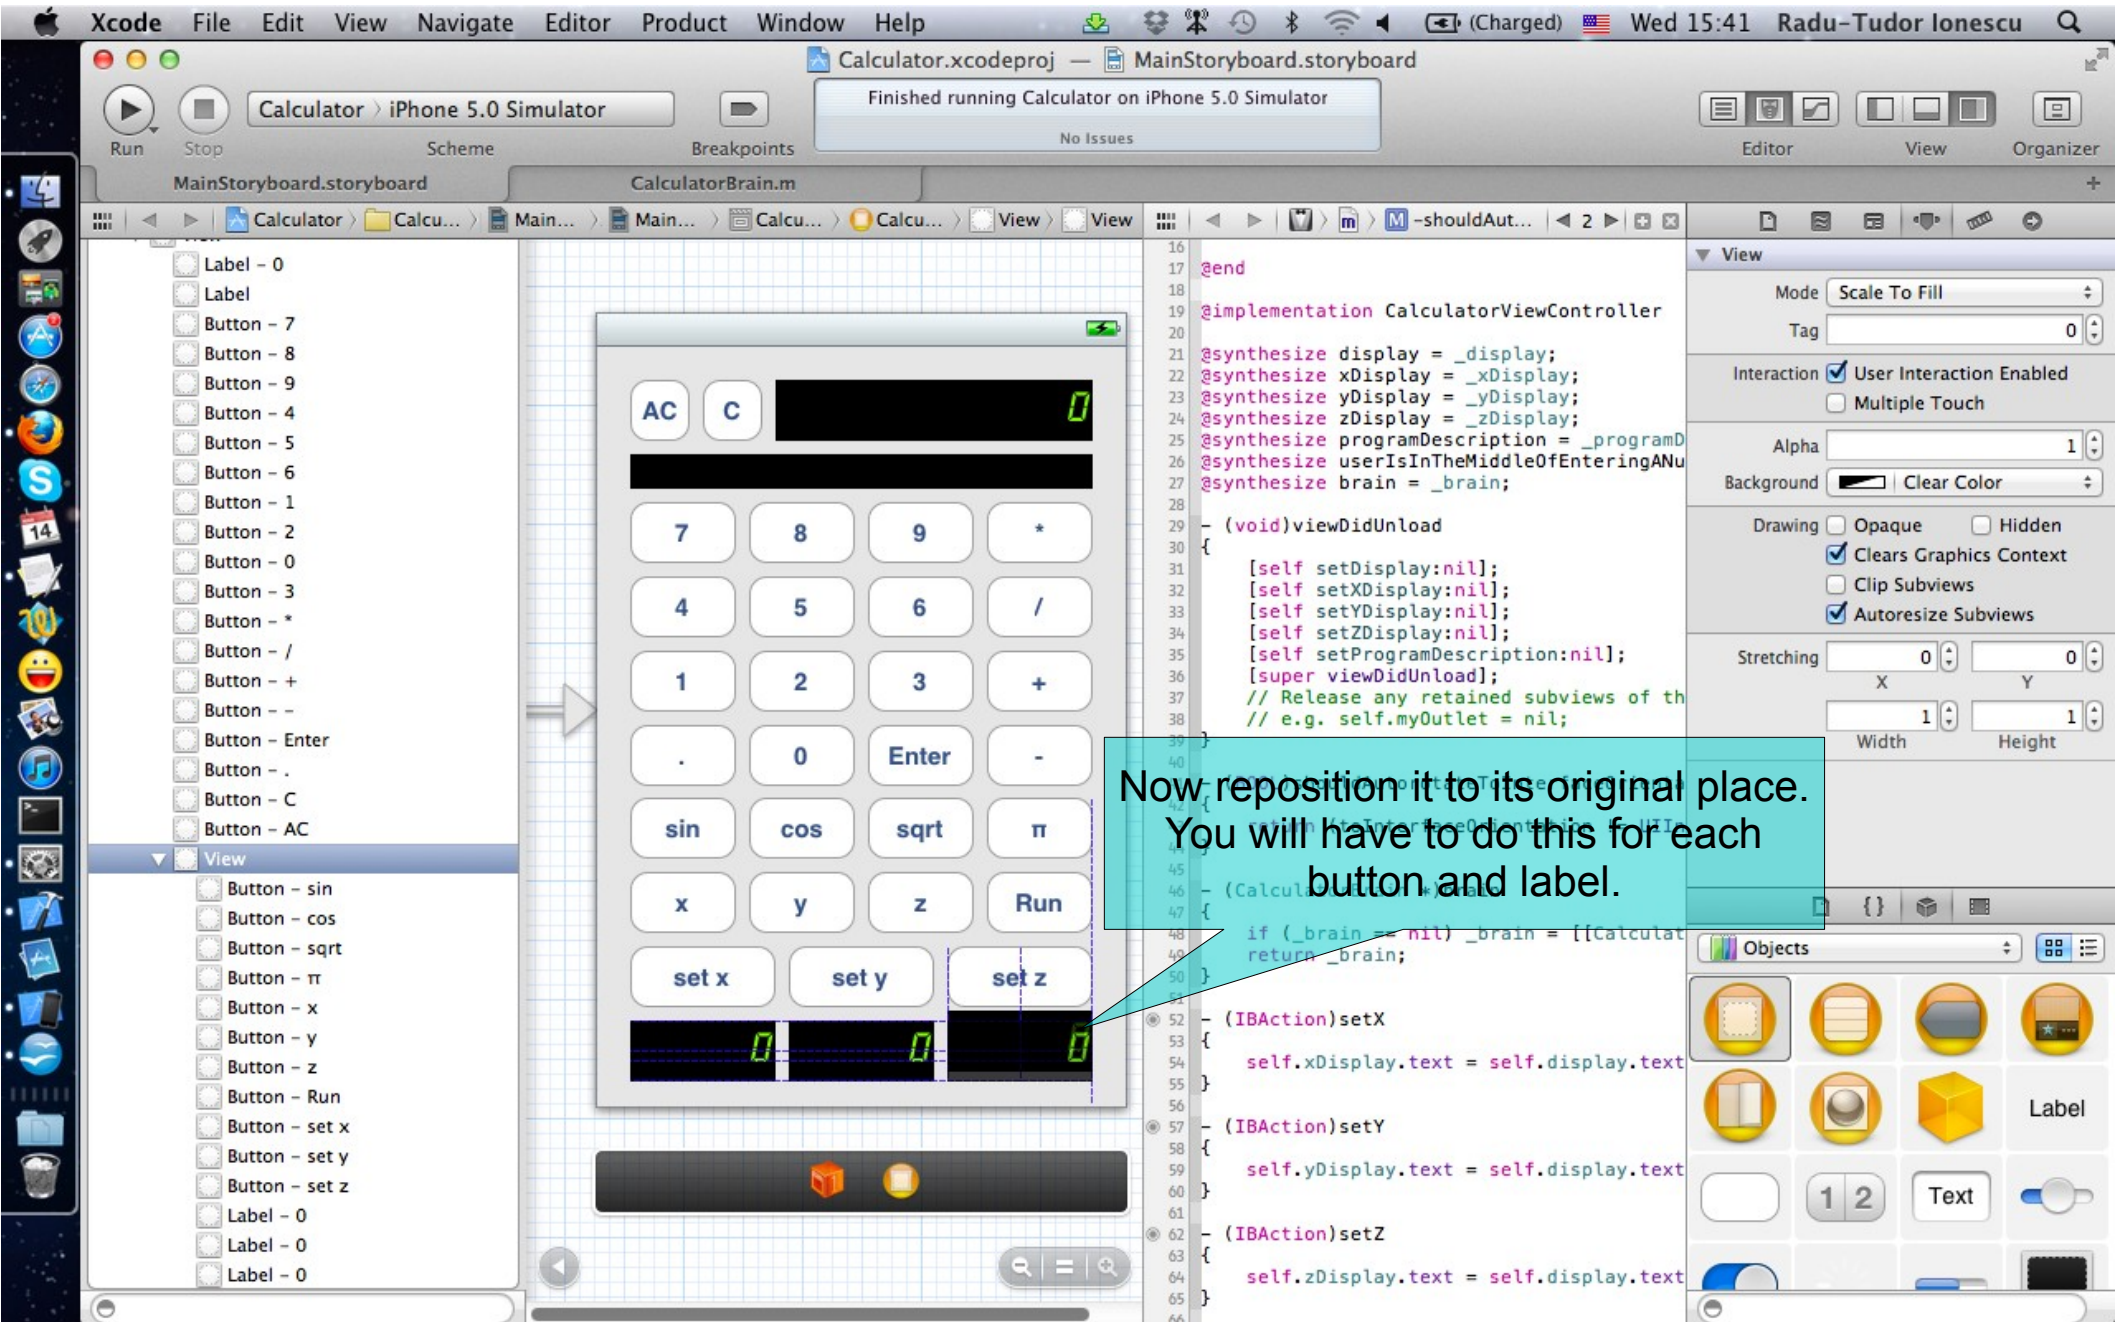 Xcode File Edit View Navigate Editor Product Window Help (Charged) Wed 15:41 Radu-Tudor Ionescu
Calculator.xcodeproj — MainStoryboard.storyboard
Calculator iPhone 5.0 Simulator
Finished running Calculator on iPhone 5.0 Simulator
No Issues
Run Stop Scheme Breakpoints Editor View Organizer
MainStoryboard.storyboard CalculatorBrain.m
Calculator Calcu... Main... Main... Calcu... Calcu... View View
m M -shouldAut... 2
Label - 0
Label
Button - 7
Button - 8
Button - 9
Button - 4
Button - 5
Button - 6
Button - 1
Button - 2
Button - 0
Button - 3
Button - *
Button - /
Button - +
Button - -
Button - Enter
Button - .
Button - C
Button - AC
View
Button - sin
Button - cos
Button - sqrt
Button - π
Button - x
Button - y
Button - z
Button - Run
Button - set x
Button - set y
Button - set z
Label - 0
Label - 0
Label - 0
14
AC C 0
7 8 9 *
4 5 6 /
1 2 3 +
. 0 Enter -
sin cos sqrt π
x y z Run
set x set y set z
0 0 0
16
17 @end
18
19 @implementation CalculatorViewController
20
21 @synthesize display = _display;
22 @synthesize xDisplay = _xDisplay;
23 @synthesize yDisplay = _yDisplay;
24 @synthesize zDisplay = _zDisplay;
25 @synthesize programDescription = _programD
26 @synthesize userIsInTheMiddleOfEnteringANu
27 @synthesize brain = _brain;
28
29 - (void)viewDidUnload
30 {
31 [self setDisplay:nil];
32 [self setXDisplay:nil];
33 [self setYDisplay:nil];
34 [self setZDisplay:nil];
35 [self setProgramDescription:nil];
36 [super viewDidUnload];
37 // Release any retained subviews of th
38 // e.g. self.myOutlet = nil;
39 }
40
Now reposition it to its original place.
You will have to do this for each
button and label.
45
46 - (CalculatorBrain *)brain
47 {
48 if (_brain == nil) _brain = [[Calculat
49 return _brain;
50 }
51
52 - (IBAction)setX
53 {
54 self.xDisplay.text = self.display.text
55 }
56
57 - (IBAction)setY
58 {
59 self.yDisplay.text = self.display.text
60 }
61
62 - (IBAction)setZ
63 {
64 self.zDisplay.text = self.display.text
65 }
66
View
Mode Scale To Fill
Tag 0
Interaction User Interaction Enabled
Multiple Touch
Alpha 1
Background Clear Color
Drawing Opaque Hidden
Clears Graphics Context
Clip Subviews
Autoresize Subviews
Stretching 0 0
X Y
1 1
Width Height
{}
Objects
Label
1 2 Text